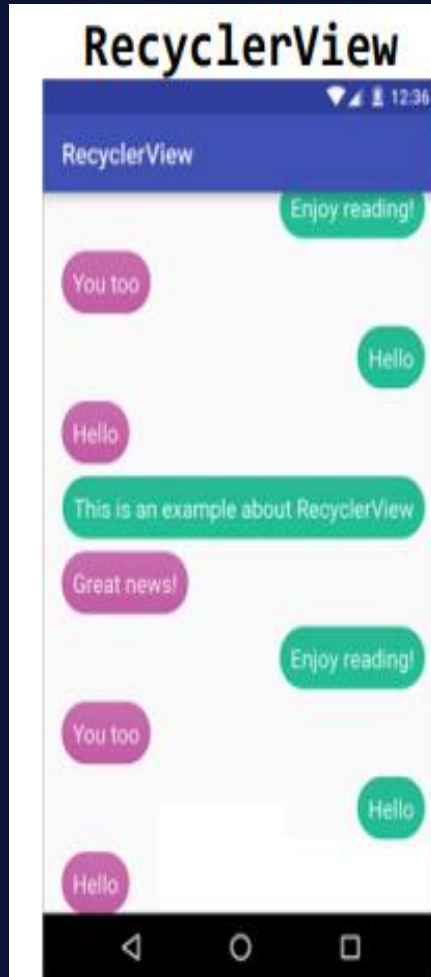 RecyclerView
12:36
RecyclerView
Enjoy reading!
You too
Hello
Hello
This is an example about RecyclerView
Great news!
Enjoy reading!
You too
Hello
Hello